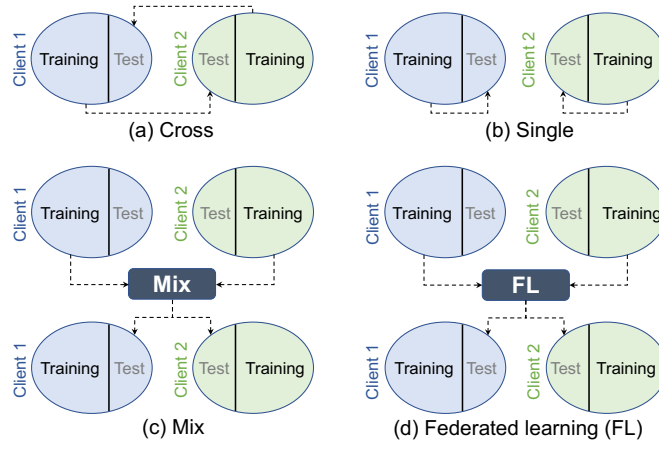 Client 1
Training
Test
Client 2
Test
Training
(a) Cross
Client 1
Training
Test
Client 2
Test
Training
(b) Single
Client 1
Training
Test
Client 2
Test
Training
Mix
Client 1
Training
Test
Client 2
Test
Training
(c) Mix
Client 1
Training
Test
Client 2
Test
Training
FL
Client 1
Training
Test
Client 2
Test
Training
(d) Federated learning (FL)